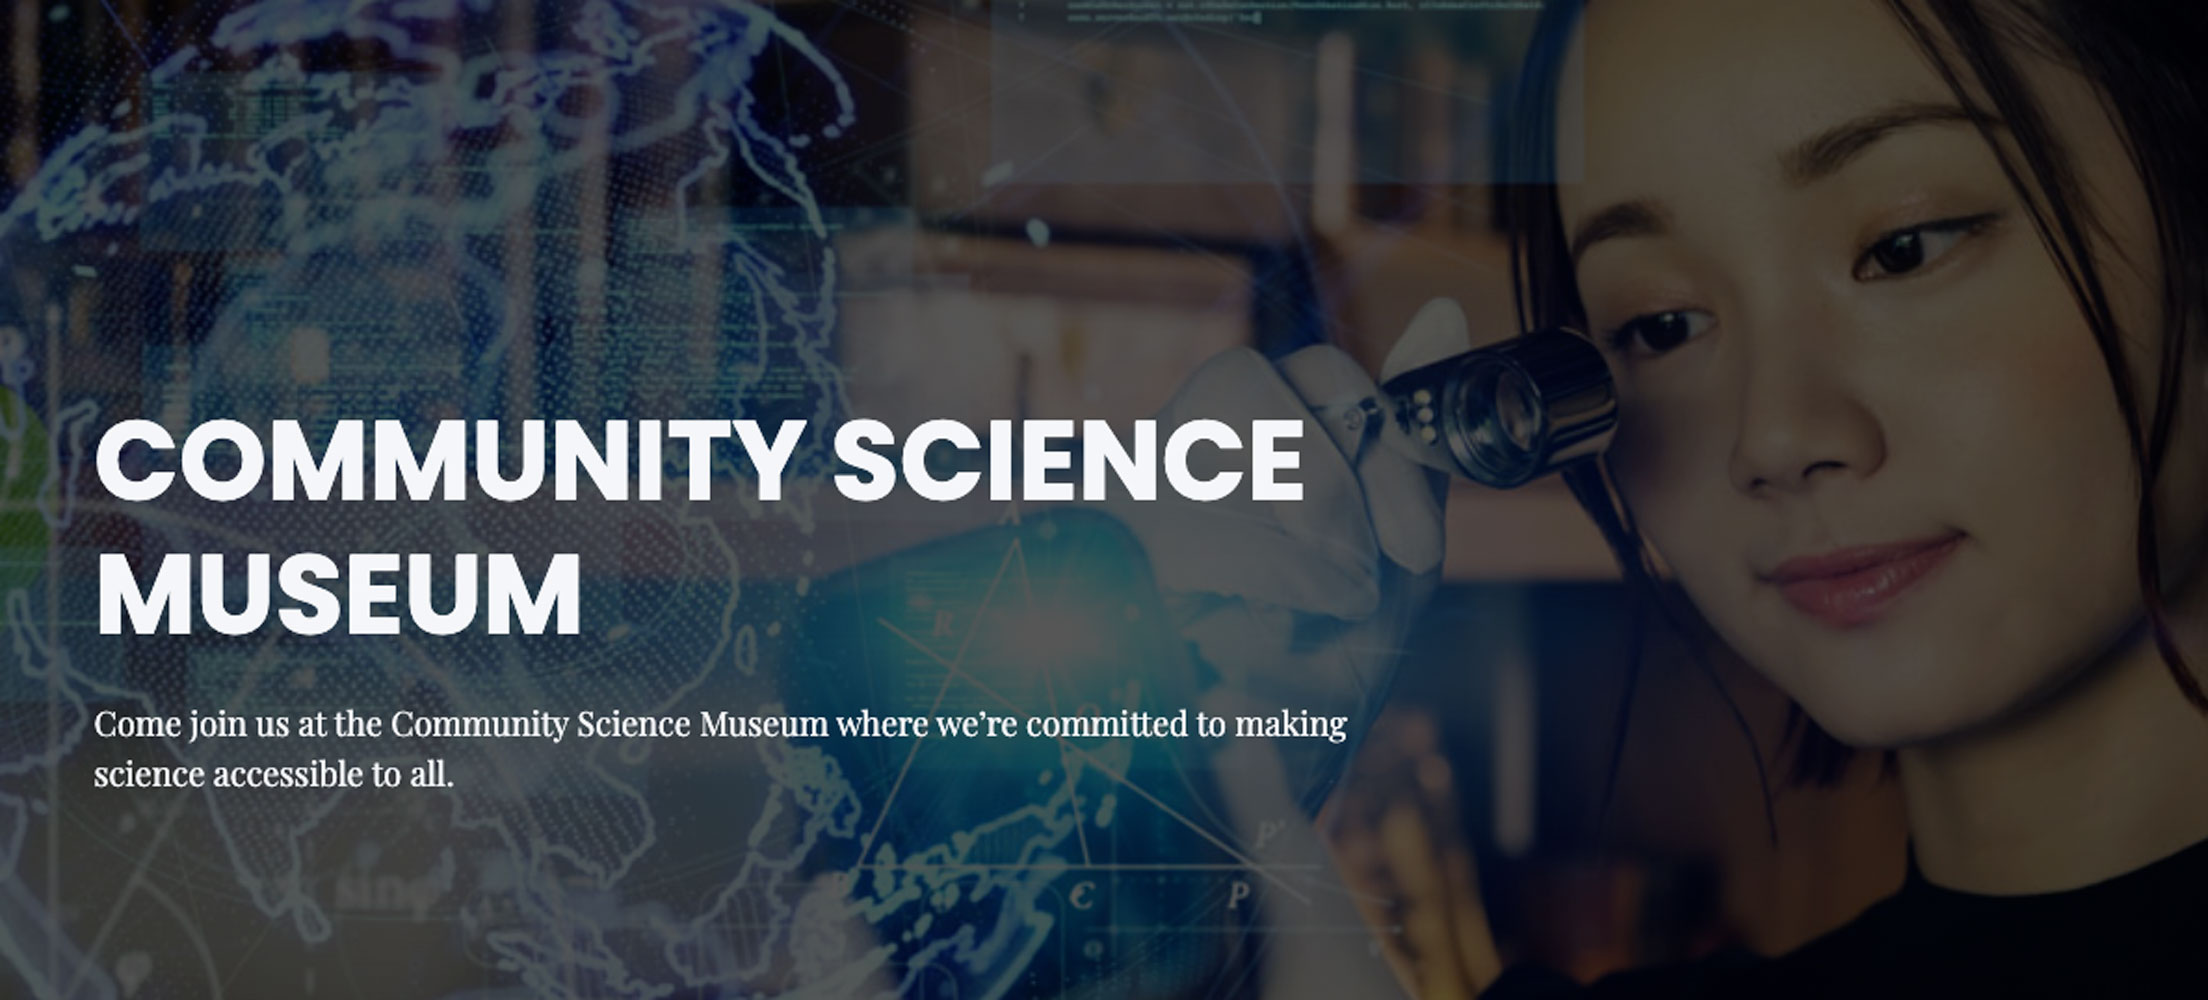 COMMUNITY SCIENCE
MUSEUM
Come join us at the Community Science Museum where we're committed to making
science accessible to all.
R
P'
C
P